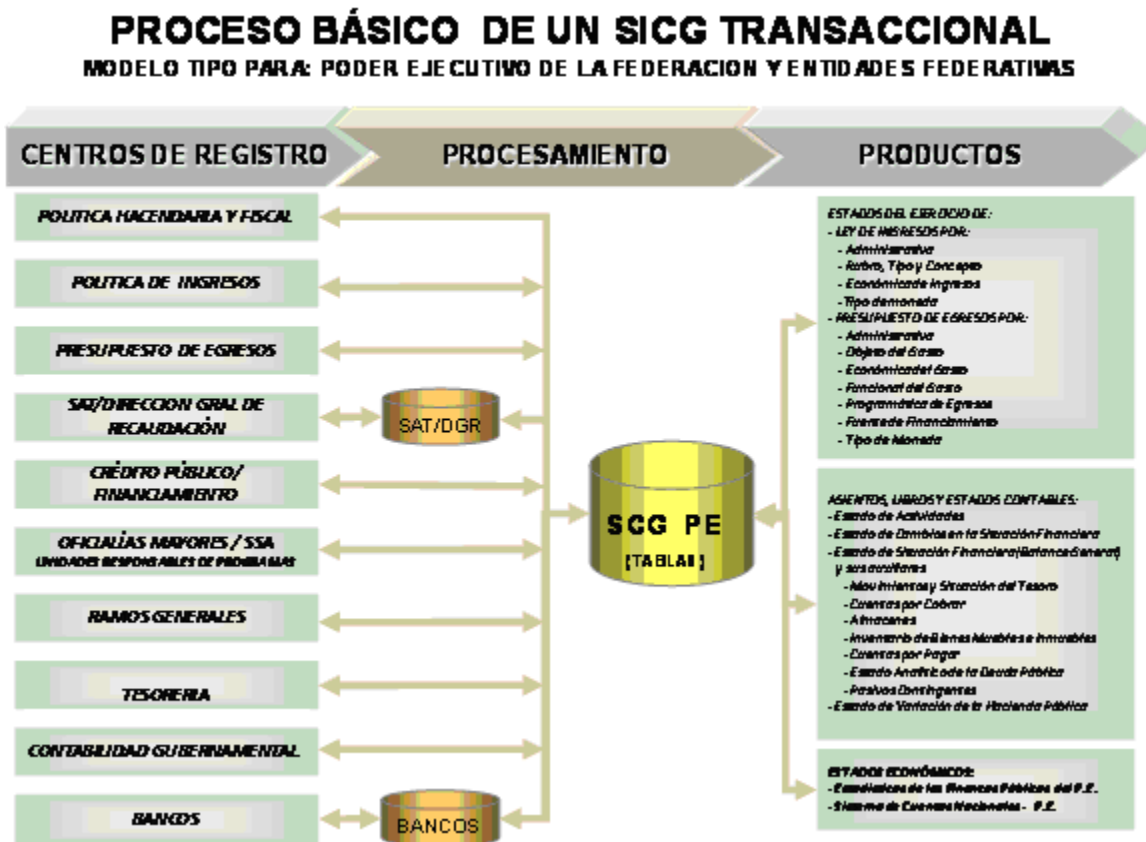 PROCESO BÁSICO DE UN SICG TRANSACCIONAL
MODELO TIPO PARA: PODER EJECUTIVO DE LA FEDERACION Y ENTIDADES FEDERATIVAS
CENTROS DE REGISTRO
PROCESAMIENTO
PRODUCTOS
POLITICA HACENDARIA Y FISCAL
POLITICA DE INGRESOS
PRESUPUESTO DE EGRESOS
SAT/DIRECCION GRAL DE
RECAUDACIÓN
CRÉDITO PÚBLICO/
FINANCIAMIENTO
OFICIALÍAS MAYORES / SSA
UNIDADES RESPONSABLES DE PROGRAMAS
RAMOS GENERALES
TESORERIA
CONTABILIDAD GUBERNAMENTAL
BANCOS
SAT/DGR
BANCOS
SCG PE
ESTADOS DEL EJERCICIO DE:
- LEY DE INGRESOS POR:
- Administrativa
- Rubro, Tipo y Concepto
- Económica de Ingresos
- Tipo de moneda
- PRESUPUESTO DE EGRESOS POR:
- Administrativa
- Objeto del Gasto
- Económica del Gasto
- Funcional del Gasto
- Programática de Egresos
- Fuente de Financiamiento
- Tipo de Moneda
ASIENTOS, LIBROS Y ESTADOS CONTABLES:
- Estado de Actividades
- Estado de Cambios en la Situación Financiera
- Estado de Situación Financiera (Balance General)
y sus auxiliares
- Movimientos y Situación del Tesoro
- Cuentas por Cobrar
- Almacenes
- Inventario de Bienes Muebles e Inmuebles
- Cuentas por Pagar
- Estado Analítico de la Deuda Pública
- Pasivos Contingentes
- Estado de Variación de la Hacienda Pública
ESTADOS ECONÓMICOS:
- Estadísticas de las Finanzas Públicas del P.E.
- Sistema de Cuentas Nacionales - P.E.